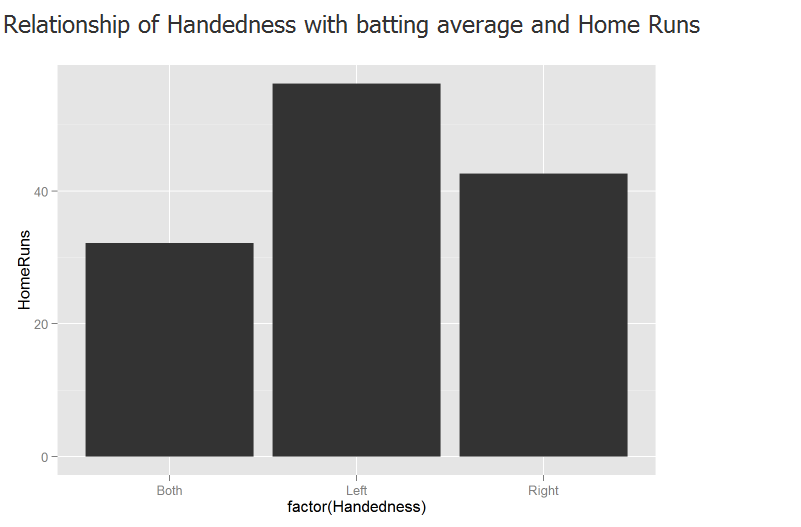 Relationship of Handedness with batting average and Home Runs
HomeRuns
40
20
0
Both Left Right
factor(Handedness)